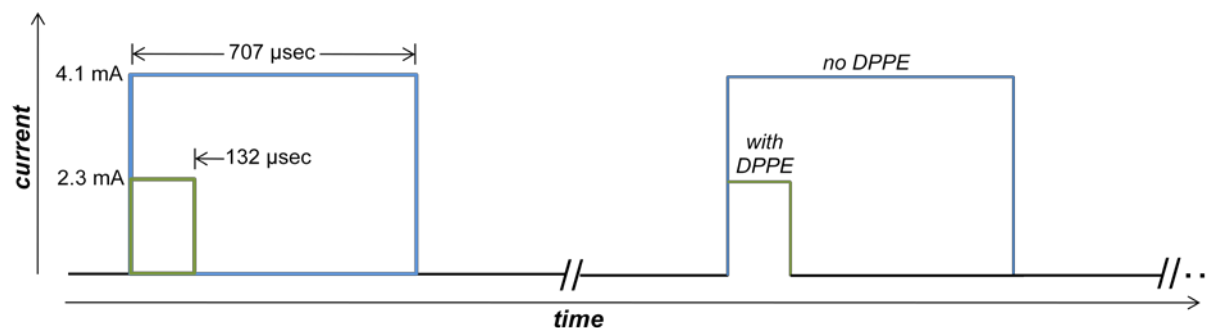 707 µsec
4.1 mA
no DPPE
with
DPPE
132 µsec
2.3 mA
current
time